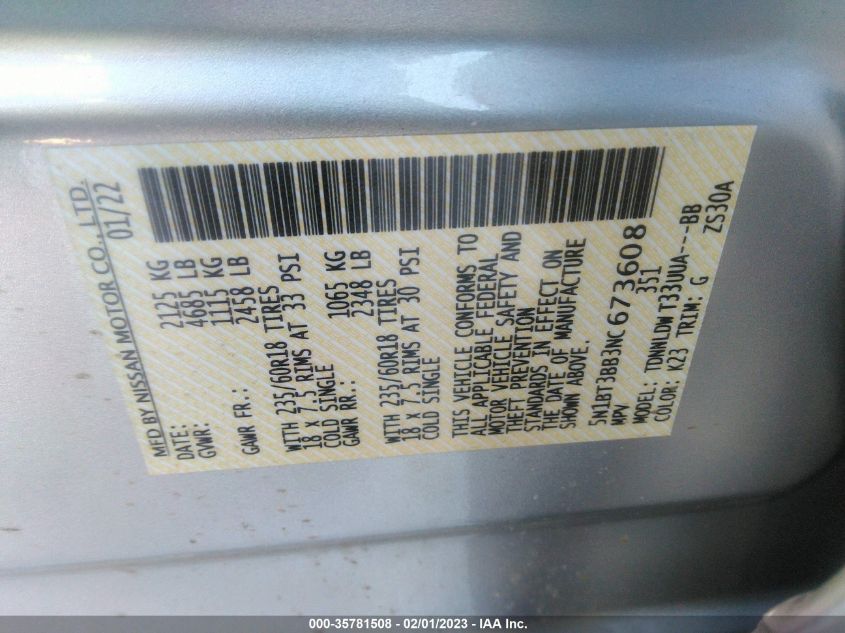 MFD BY NISSAN MOTOR CO., LTD.
DATE: 01/22
GVWR: 2125 KG
4685 LB
GAWR FR.: 1115 KG
2458 LB
WITH 235/60R18 TIRES
18 X 7.5 RIMS AT 33 PSI
COLD SINGLE
GAWR RR.: 1065 KG
2348 LB
WITH 235/60R18 TIRES
18 X 7.5 RIMS AT 30 PSI
COLD SINGLE
THIS VEHICLE CONFORMS TO
ALL APPLICABLE FEDERAL
MOTOR VEHICLE SAFETY AND
THEFT PREVENTION
STANDARDS IN EFFECT ON
THE DATE OF MANUFACTURE
SHOWN ABOVE.
5N1BT3BB3NC673608
MPV 351
MODEL: TDNNLDWT33UUA----BB
COLOR: K23 TRIM: G ZS30A
000-35781508 - 02/01/2023 - IAA Inc.